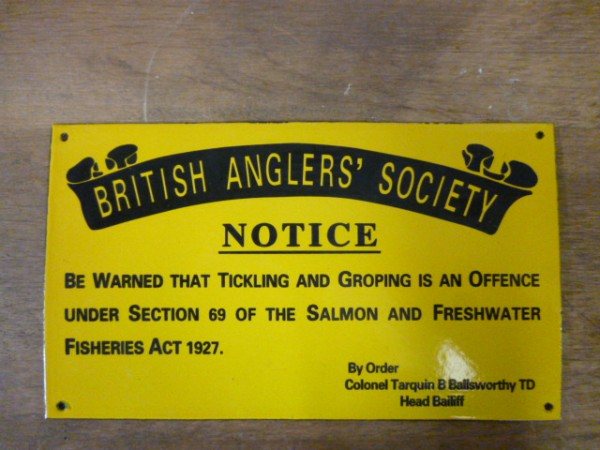 BRITISH ANGLERS' SOCIETY
NOTICE
BE WARNED THAT TICKLING AND GROPING IS AN OFFENCE
UNDER SECTION 69 OF THE SALMON AND FRESHWATER
FISHERIES ACT 1927.
By Order
Colonel Tarquin B Ballsworthy TD
Head Bailiff